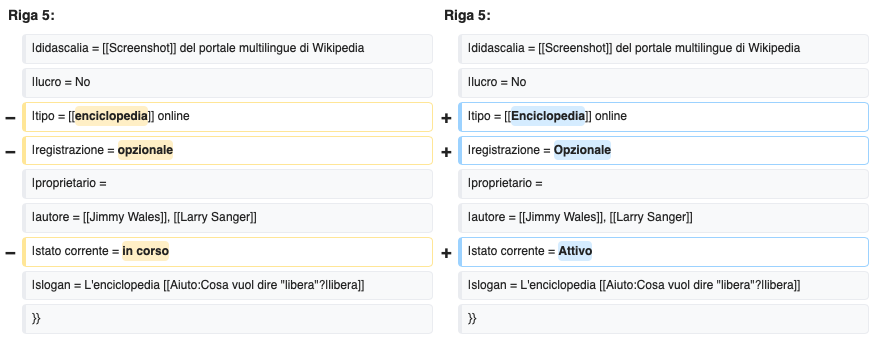 Riga 5:
|didascalia = [[Screenshot]] del portale multilingue di Wikipedia
|lucro = No
− |tipo = [[enciclopedia]] online
− |registrazione = opzionale
|proprietario =
|autore = [[Jimmy Wales]], [[Larry Sanger]]
− |stato corrente = in corso
|slogan = L'enciclopedia [[Aiuto:Cosa vuol dire "libera"?|libera]]
}}
Riga 5:
|didascalia = [[Screenshot]] del portale multilingue di Wikipedia
|lucro = No
+ |tipo = [[Enciclopedia]] online
+ |registrazione = Opzionale
|proprietario =
|autore = [[Jimmy Wales]], [[Larry Sanger]]
+ |stato corrente = Attivo
|slogan = L'enciclopedia [[Aiuto:Cosa vuol dire "libera"?|libera]]
}}